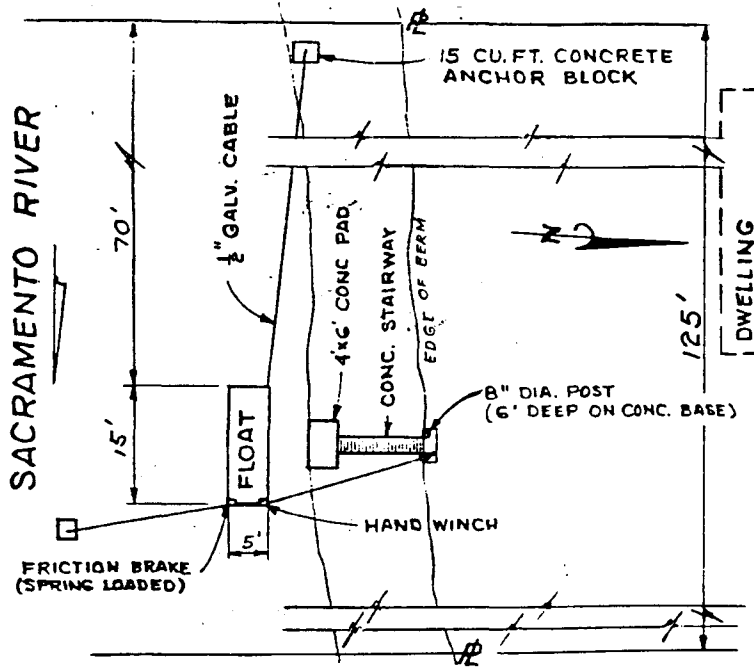 PL
15 CU.FT. CONCRETE
ANCHOR BLOCK
SACRAMENTO RIVER
70'
½" GALV. CABLE
4'x6' CONC PAD
CONC. STAIRWAY
EDGE OF BERM
N
DWELLING
125'
8" DIA. POST
(6' DEEP ON CONC. BASE)
15'
FLOAT
5'
HAND WINCH
FRICTION BRAKE
(SPRING LOADED)
PL